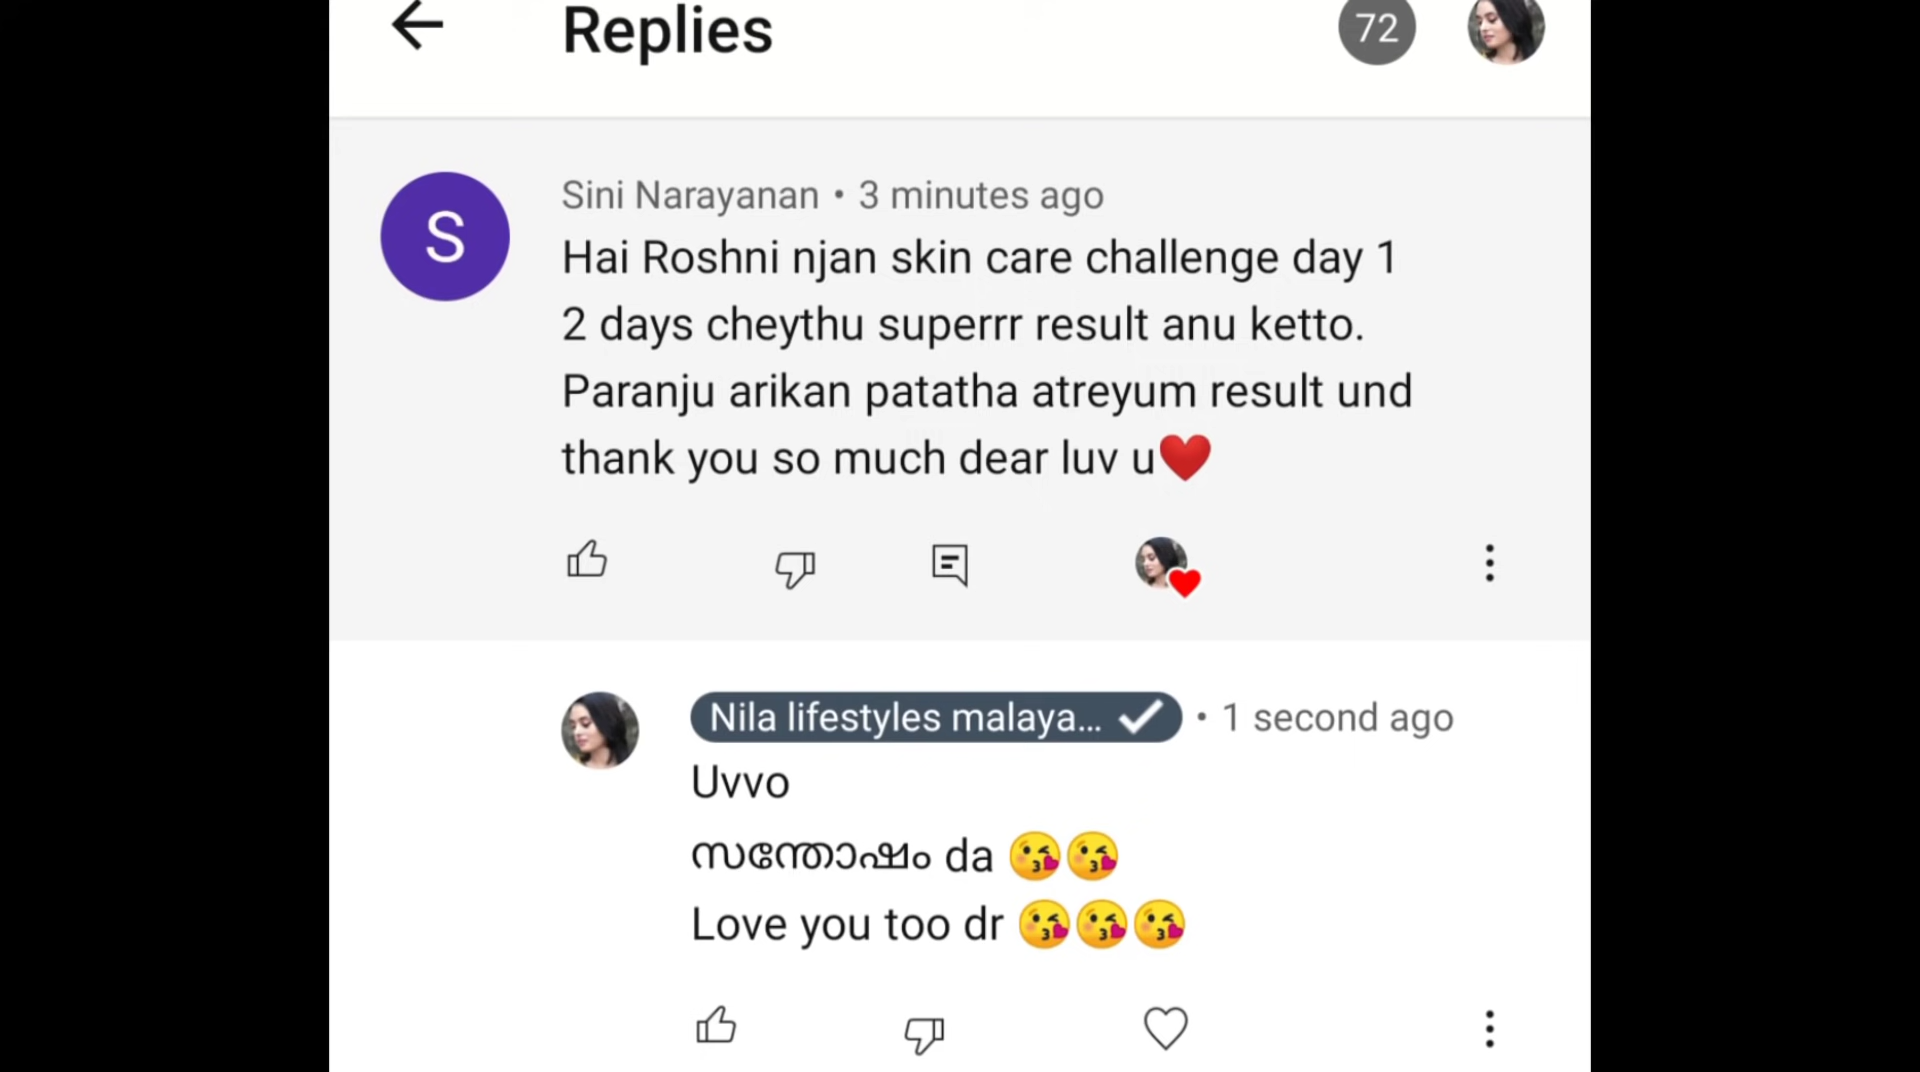 Replies
72
S
Sini Narayanan • 3 minutes ago
Hai Roshni njan skin care challenge day 1
2 days cheythu superrr result anu ketto.
Paranju arikan patatha atreyum result und
thank you so much dear luv u❤️
Nila lifestyles malaya... ✓ • 1 second ago
Uvvo
സന്തോഷം da 😘😘
Love you too dr 😘😘😘